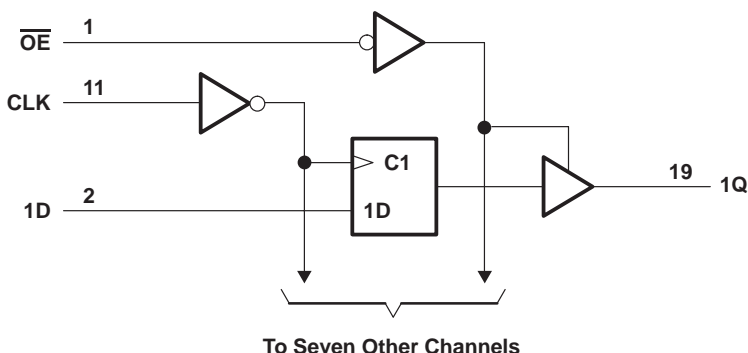 OE 1
CLK 11
C1
1D 2 1D
19 1Q
To Seven Other Channels